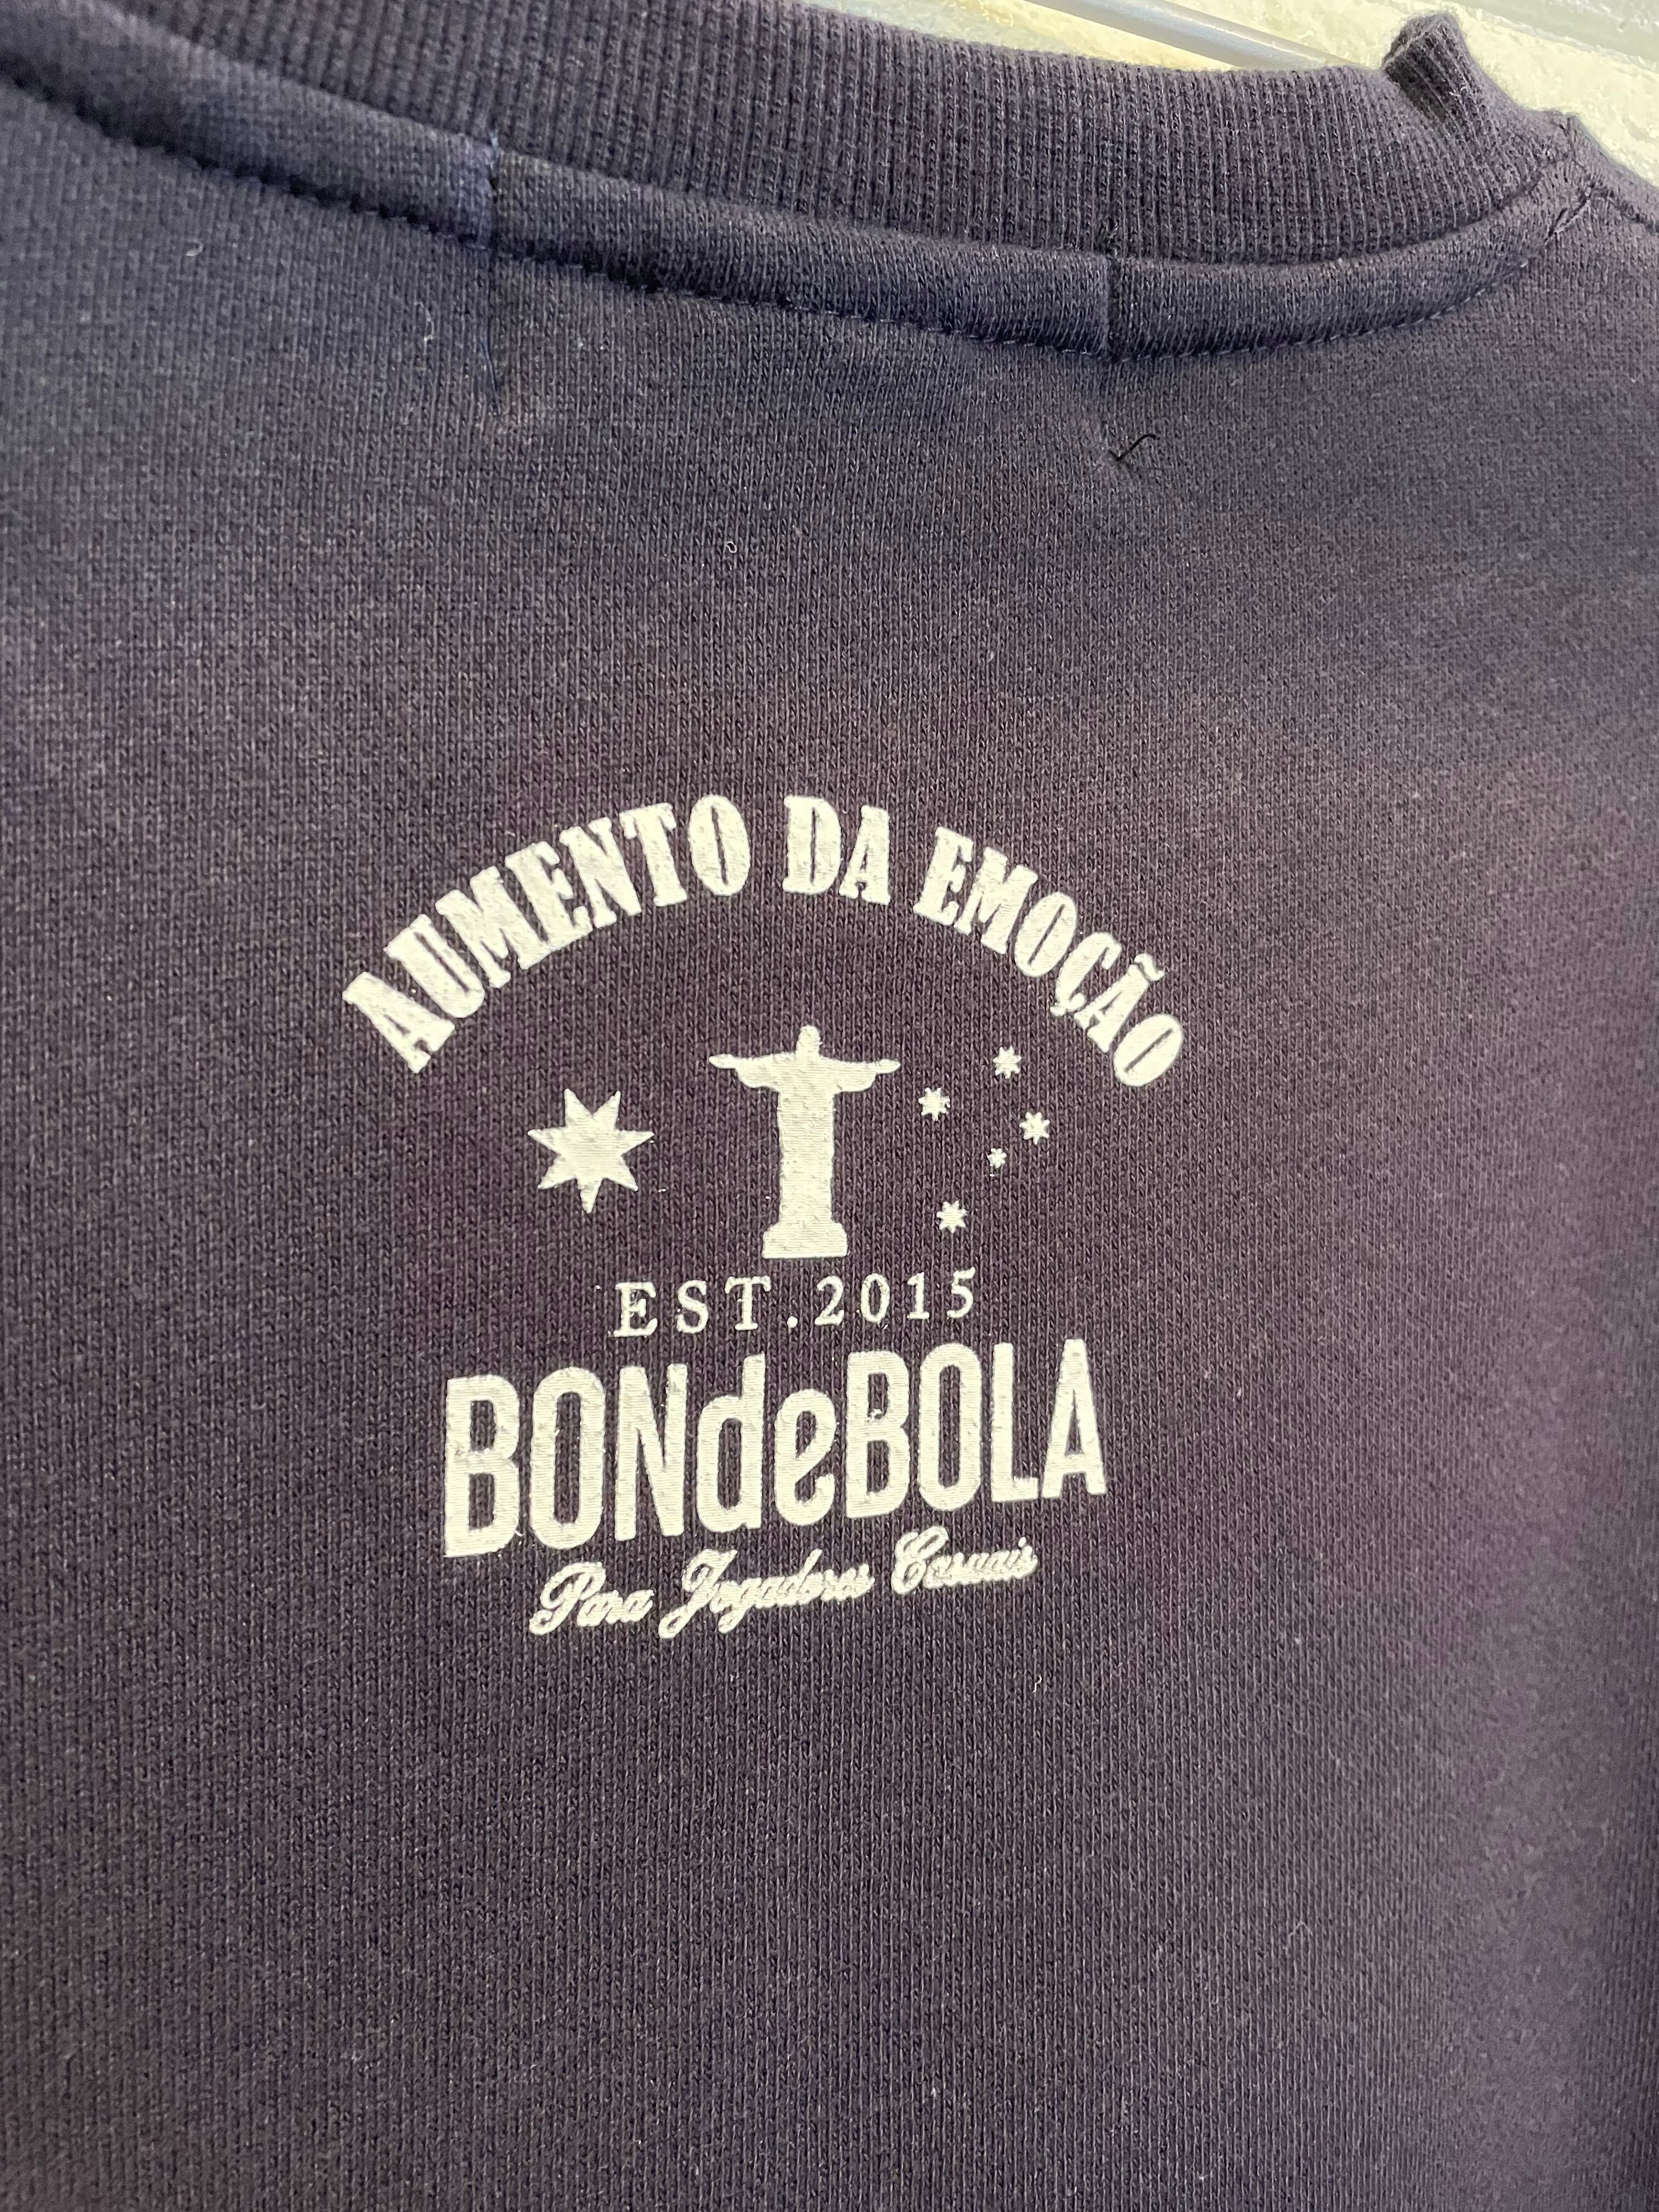 AUMENTO DA EMOÇÃO
EST.2015
BONdeBOLA
Para Jogadores Casuais